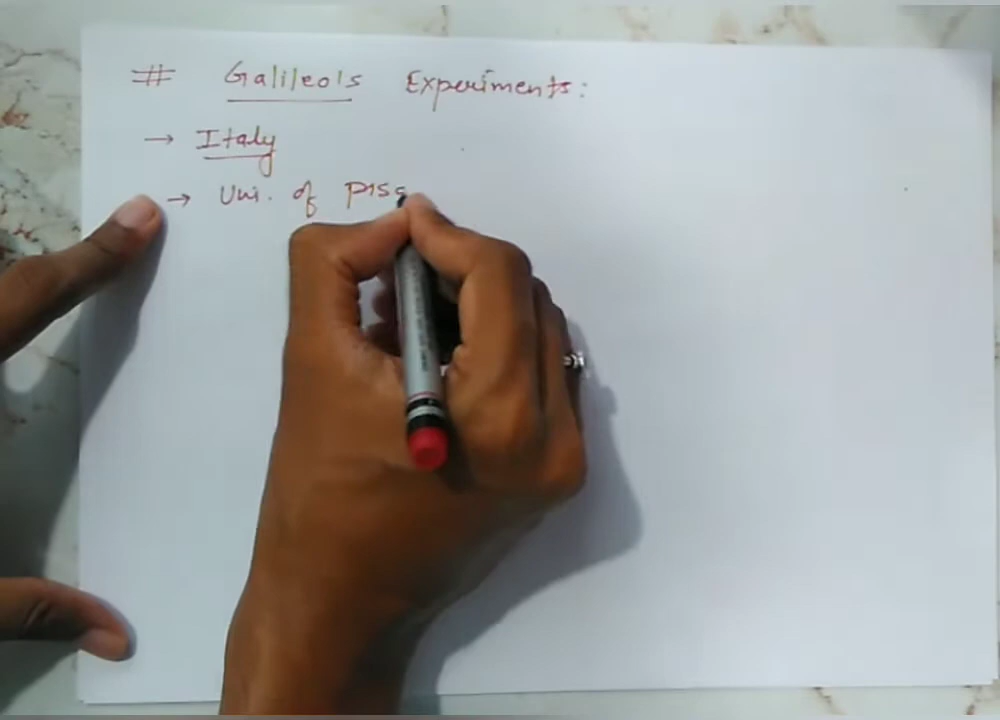 # Galileo's Experiments:
→ Italy
→ Uni. of Piss